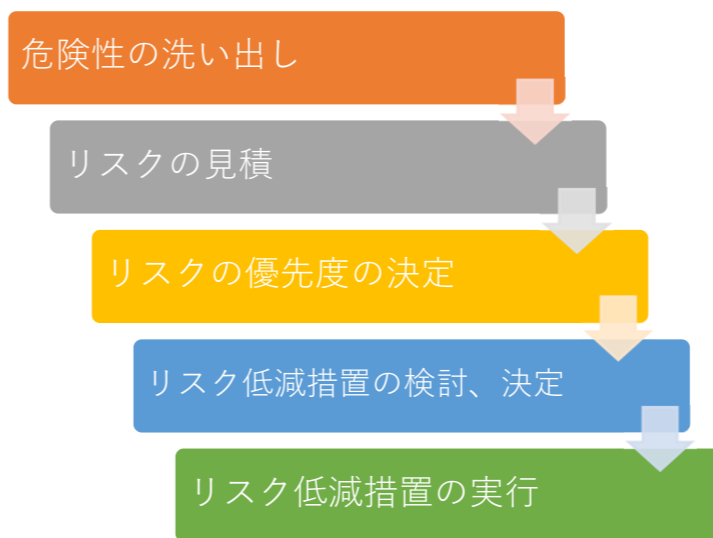 危険性の洗い出し
リスクの見積
リスクの優先度の決定
リスク低減措置の検討、決定
リスク低減措置の実行